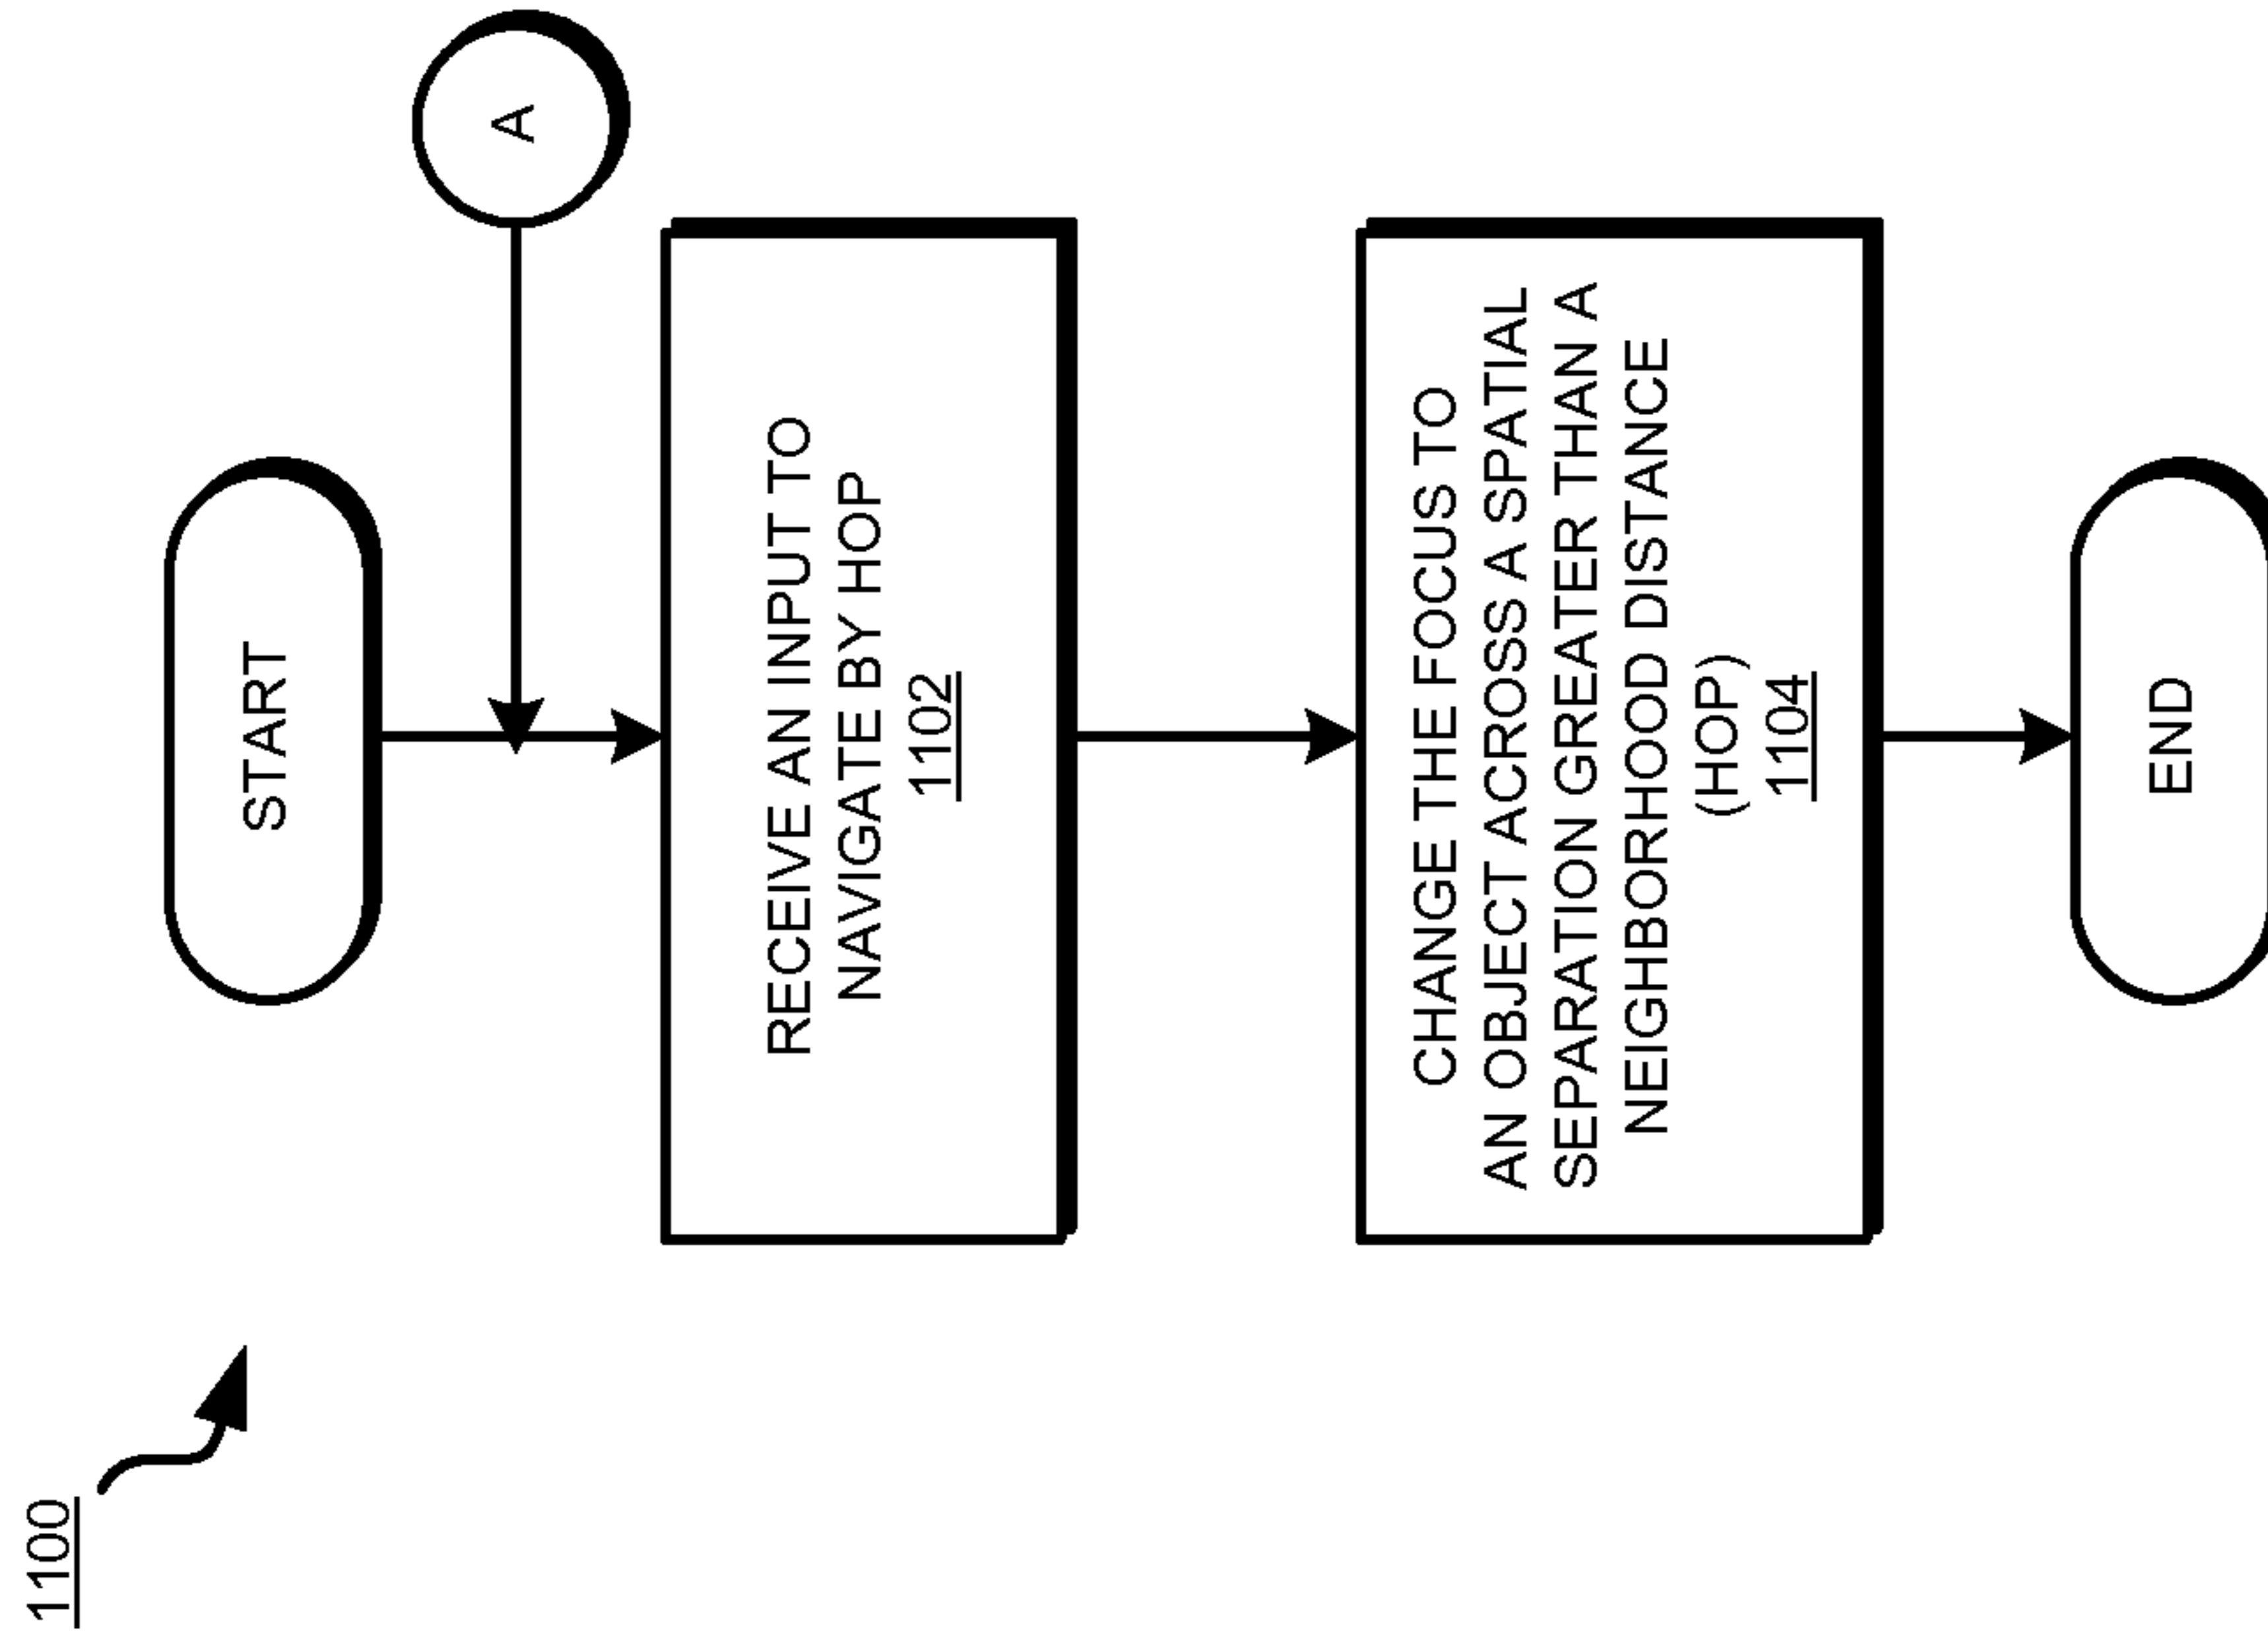 1100
START
A
RECEIVE AN INPUT TO
NAVIGATE BY HOP
1102
CHANGE THE FOCUS TO
AN OBJECT ACROSS A SPATIAL
SEPARATION GREATER THAN A
NEIGHBORHOOD DISTANCE
(HOP)
1104
END